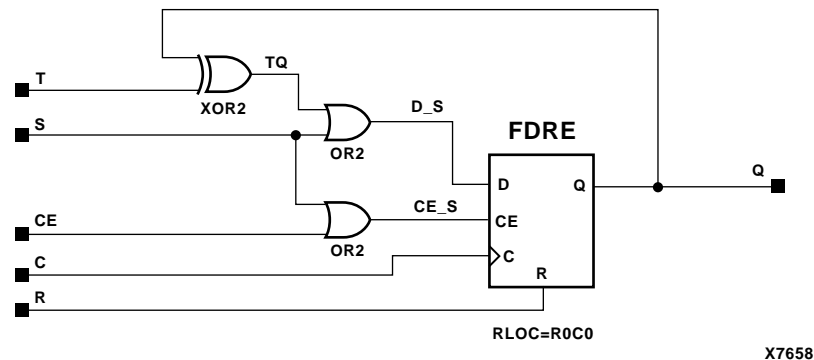 T
TQ
XOR2
S
D_S
OR2
FDRE
D
Q
Q
CE
CE_S
CE
OR2
C
C
R
R
RLOC=R0C0
X7658